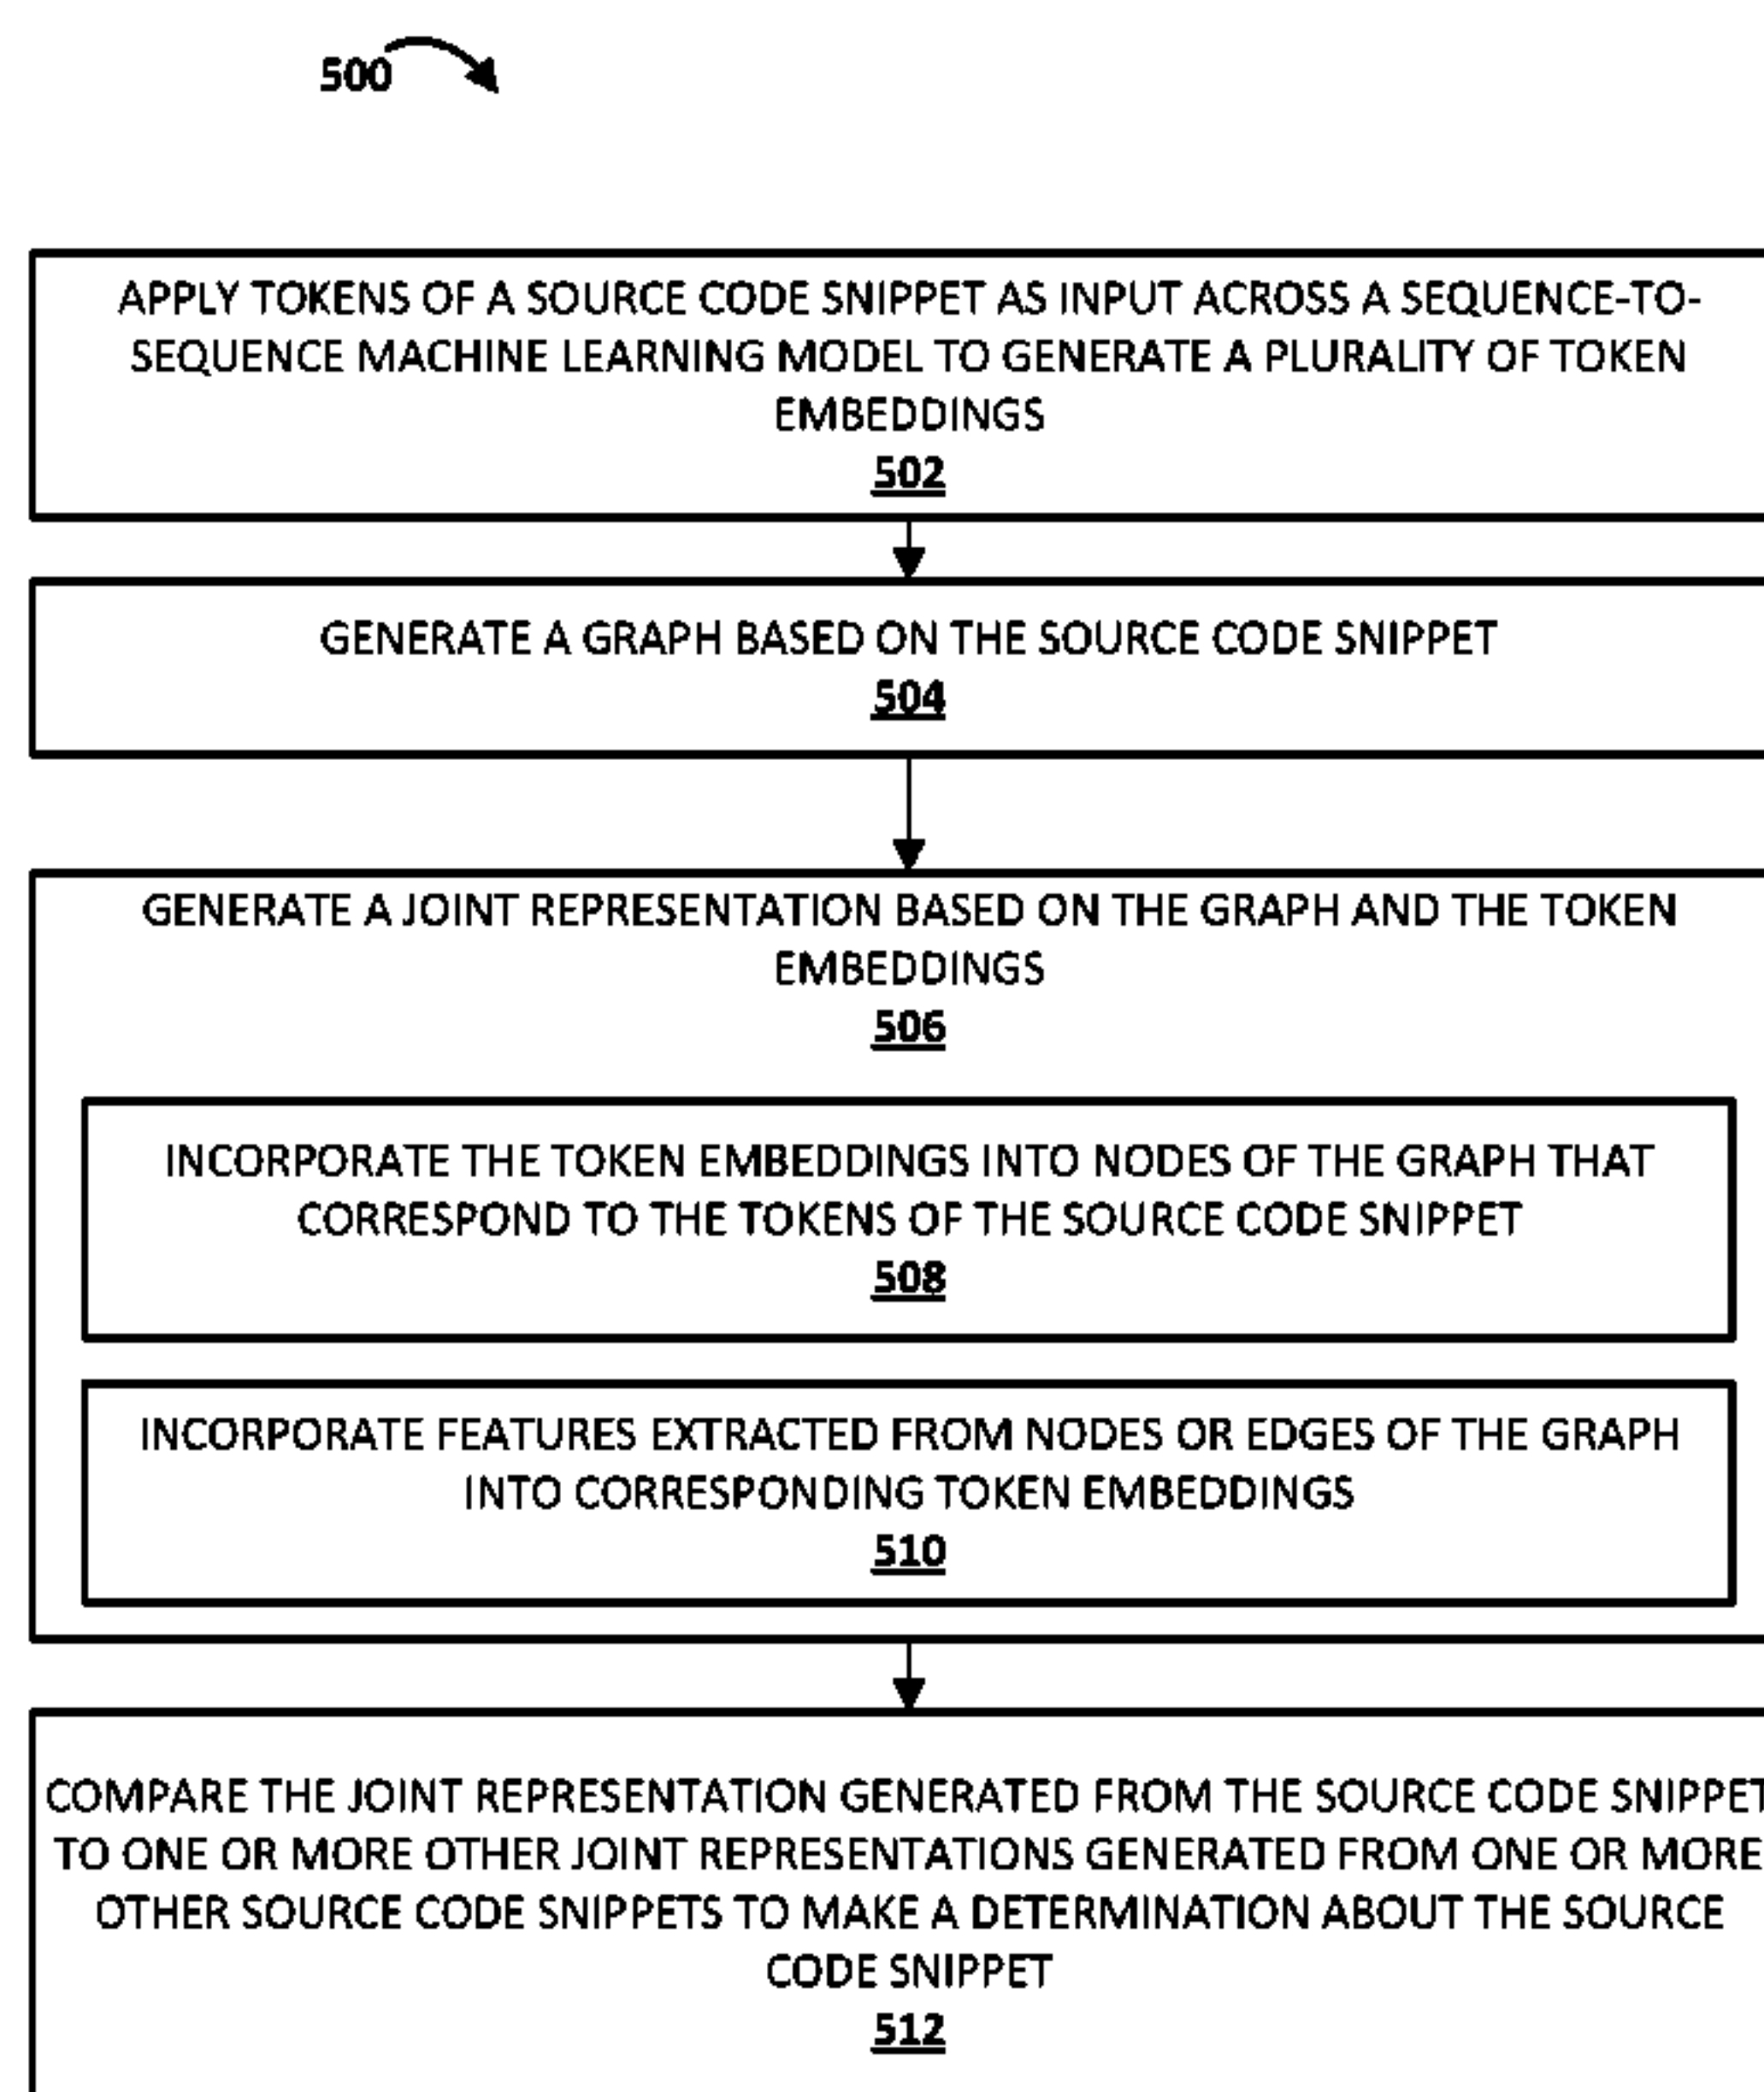 500
APPLY TOKENS OF A SOURCE CODE SNIPPET AS INPUT ACROSS A SEQUENCE-TO-
SEQUENCE MACHINE LEARNING MODEL TO GENERATE A PLURALITY OF TOKEN
EMBEDDINGS
502
GENERATE A GRAPH BASED ON THE SOURCE CODE SNIPPET
504
GENERATE A JOINT REPRESENTATION BASED ON THE GRAPH AND THE TOKEN
EMBEDDINGS
506
INCORPORATE THE TOKEN EMBEDDINGS INTO NODES OF THE GRAPH THAT
CORRESPOND TO THE TOKENS OF THE SOURCE CODE SNIPPET
508
INCORPORATE FEATURES EXTRACTED FROM NODES OR EDGES OF THE GRAPH
INTO CORRESPONDING TOKEN EMBEDDINGS
510
COMPARE THE JOINT REPRESENTATION GENERATED FROM THE SOURCE CODE SNIPPET
TO ONE OR MORE OTHER JOINT REPRESENTATIONS GENERATED FROM ONE OR MORE
OTHER SOURCE CODE SNIPPETS TO MAKE A DETERMINATION ABOUT THE SOURCE
CODE SNIPPET
512